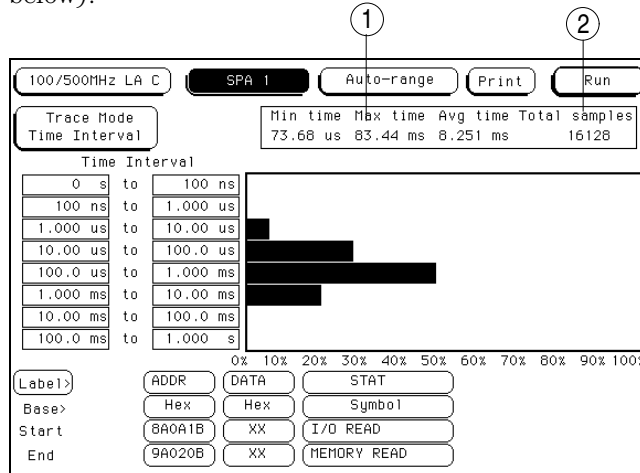 below).
1 2
100/500MHz LA C SPA 1 Auto-range Print Run
Trace Mode
Time Interval
Min time Max time Avg time Total samples
73.68 us 83.44 ms 8.251 ms 16128
Time Interval
0 s to 100 ns
100 ns to 1.000 us
1.000 us to 10.00 us
10.00 us to 100.0 us
100.0 us to 1.000 ms
1.000 ms to 10.00 ms
10.00 ms to 100.0 ms
100.0 ms to 1.000 s
0% 10% 20% 30% 40% 50% 60% 70% 80% 90% 100%
Label> ADDR DATA STAT
Base> Hex Hex Symbol
Start 8A0A1B XX I/O READ
End 9A020B XX MEMORY READ